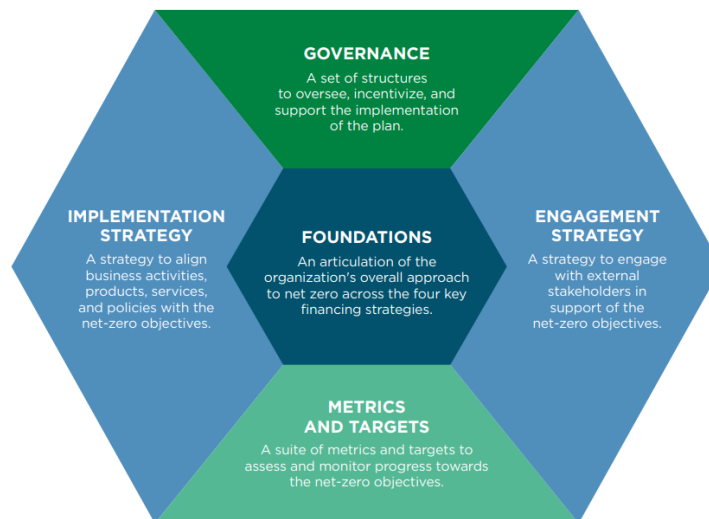 GOVERNANCE
A set of structures
to oversee, incentivize, and
support the implementation
of the plan.
IMPLEMENTATION
STRATEGY
A strategy to align
business activities,
products, services,
and policies with the
net-zero objectives.
FOUNDATIONS
An articulation of the
organization's overall approach
to net zero across the four key
financing strategies.
ENGAGEMENT
STRATEGY
A strategy to engage
with external
stakeholders in
support of the
net-zero objectives.
METRICS
AND TARGETS
A suite of metrics and targets to
assess and monitor progress towards
the net-zero objectives.